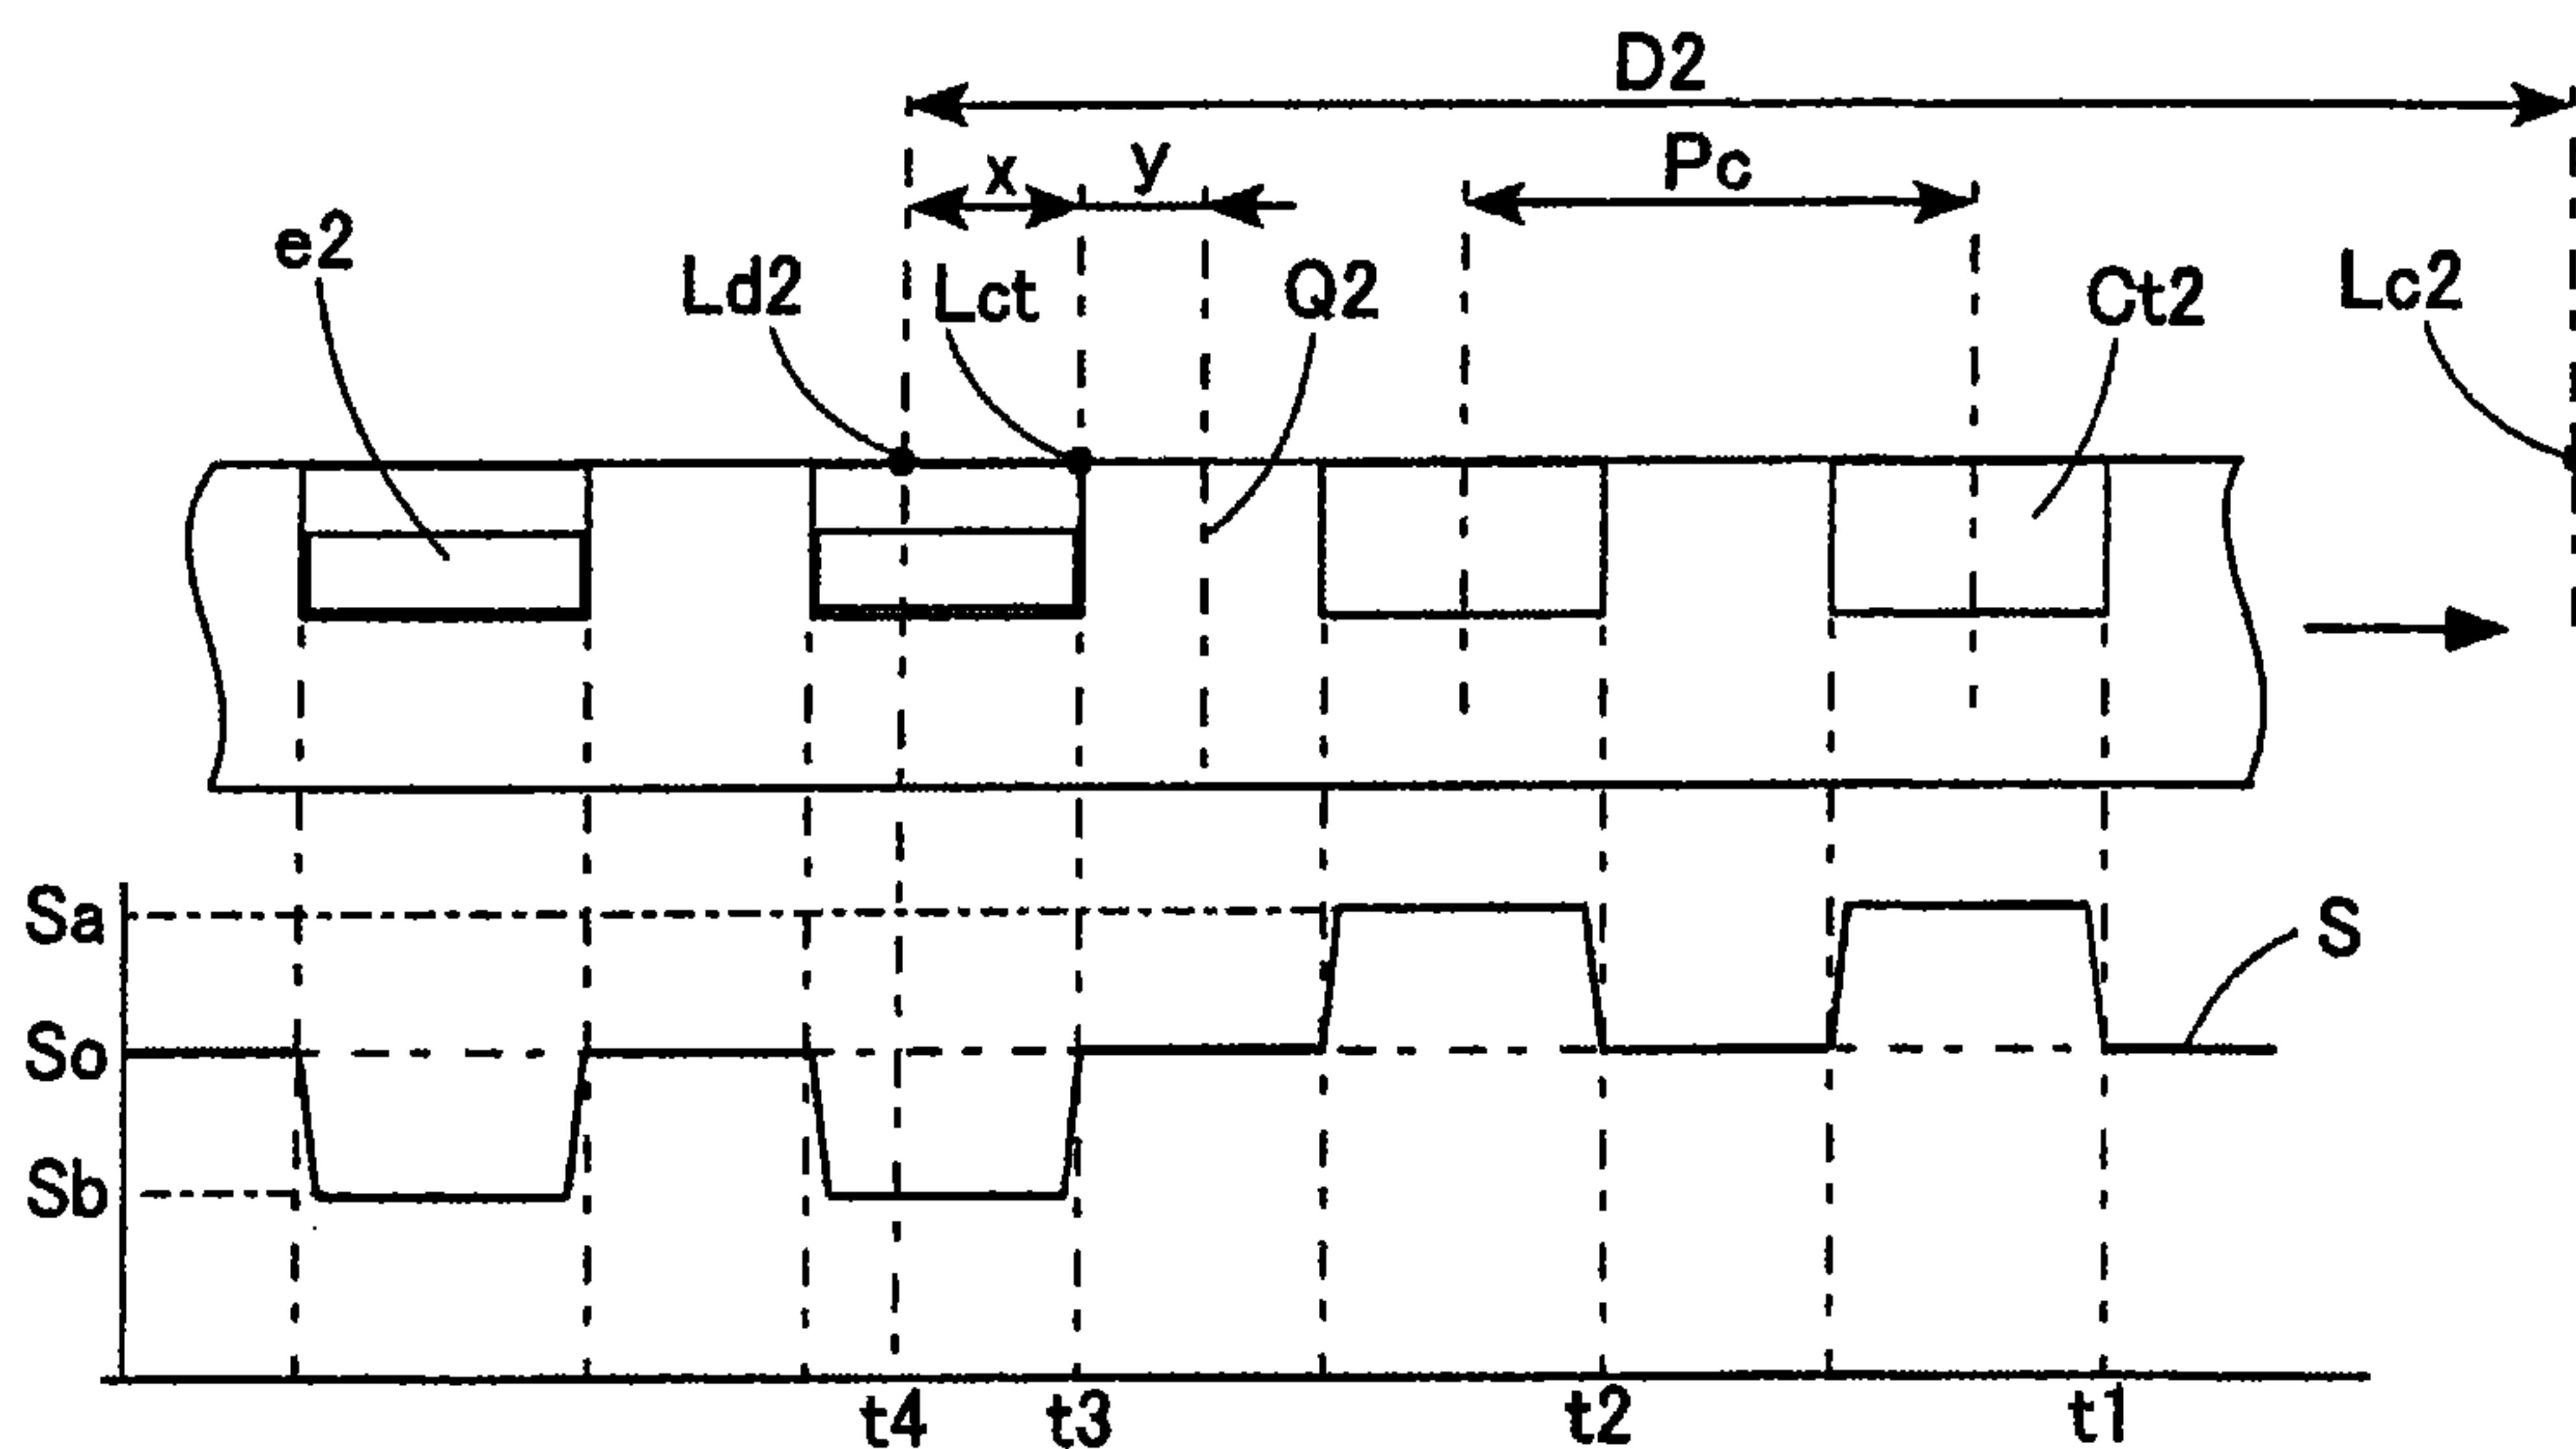 D2
x y Pc
e2 Ld2 Lct Q2 Ct2 Lc2
Sa
S
So
Sb
t4 t3 t2 t1